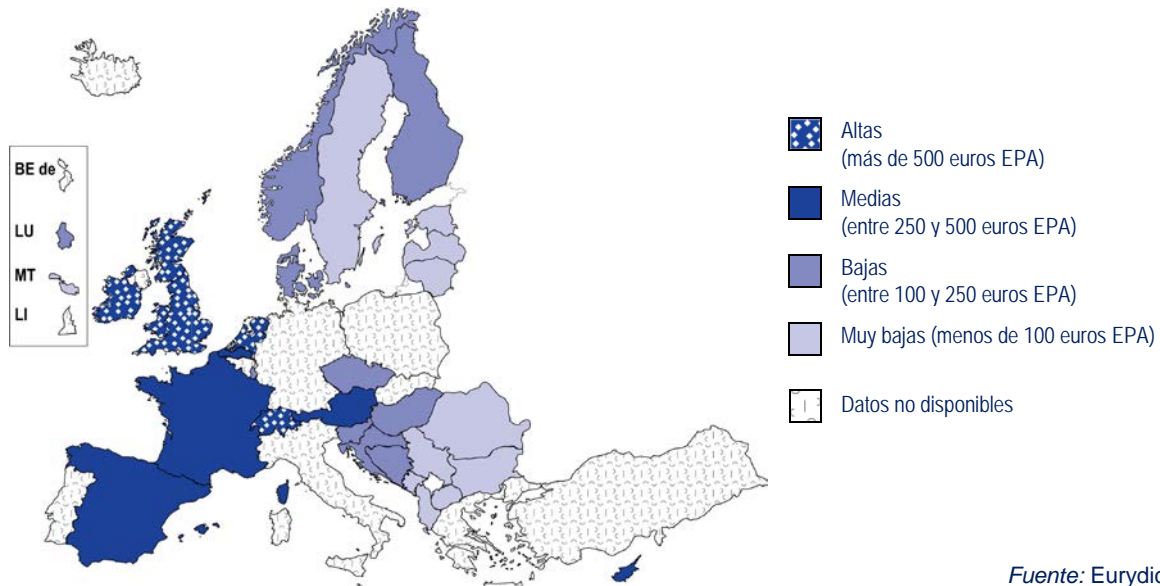 BE de
LU
MT
LI
Altas
(más de 500 euros EPA)
Medias
(entre 250 y 500 euros EPA)
Bajas
(entre 100 y 250 euros EPA)
Muy bajas (menos de 100 euros EPA)
Datos no disponibles
Fuente: Eurydic